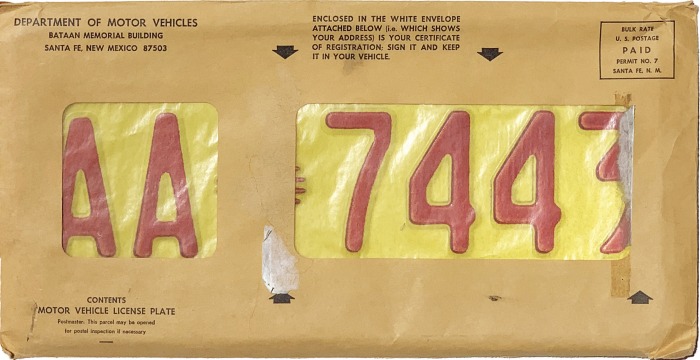 DEPARTMENT OF MOTOR VEHICLES
BATAAN MEMORIAL BUILDING
SANTA FE, NEW MEXICO 87503
ENCLOSED IN THE WHITE ENVELOPE
ATTACHED BELOW (i.e. WHICH SHOWS
YOUR ADDRESS) IS YOUR CERTIFICATE
OF REGISTRATION; SIGN IT AND KEEP
IT IN YOUR VEHICLE.
BULK RATE
U. S. POSTAGE
PAID
PERMIT NO. 7
SANTA FE, N. M.
AA 7443
CONTENTS
MOTOR VEHICLE LICENSE PLATE
Postmaster: This parcel may be opened
for postal inspection if necessary